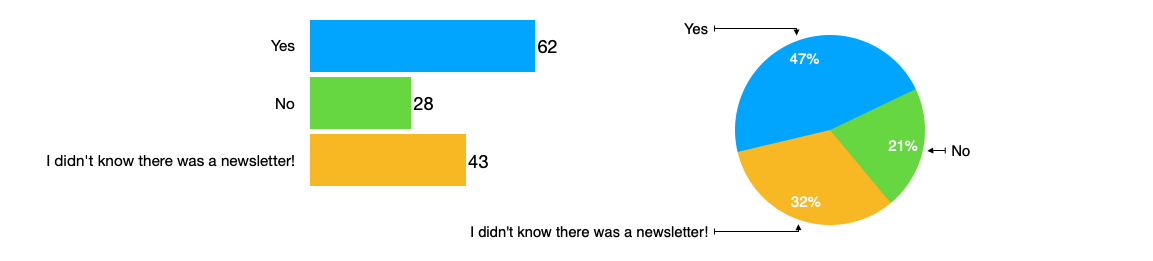 Yes
62
No
28
I didn't know there was a newsletter!
43
Yes
47%
21%
No
32%
I didn't know there was a newsletter!